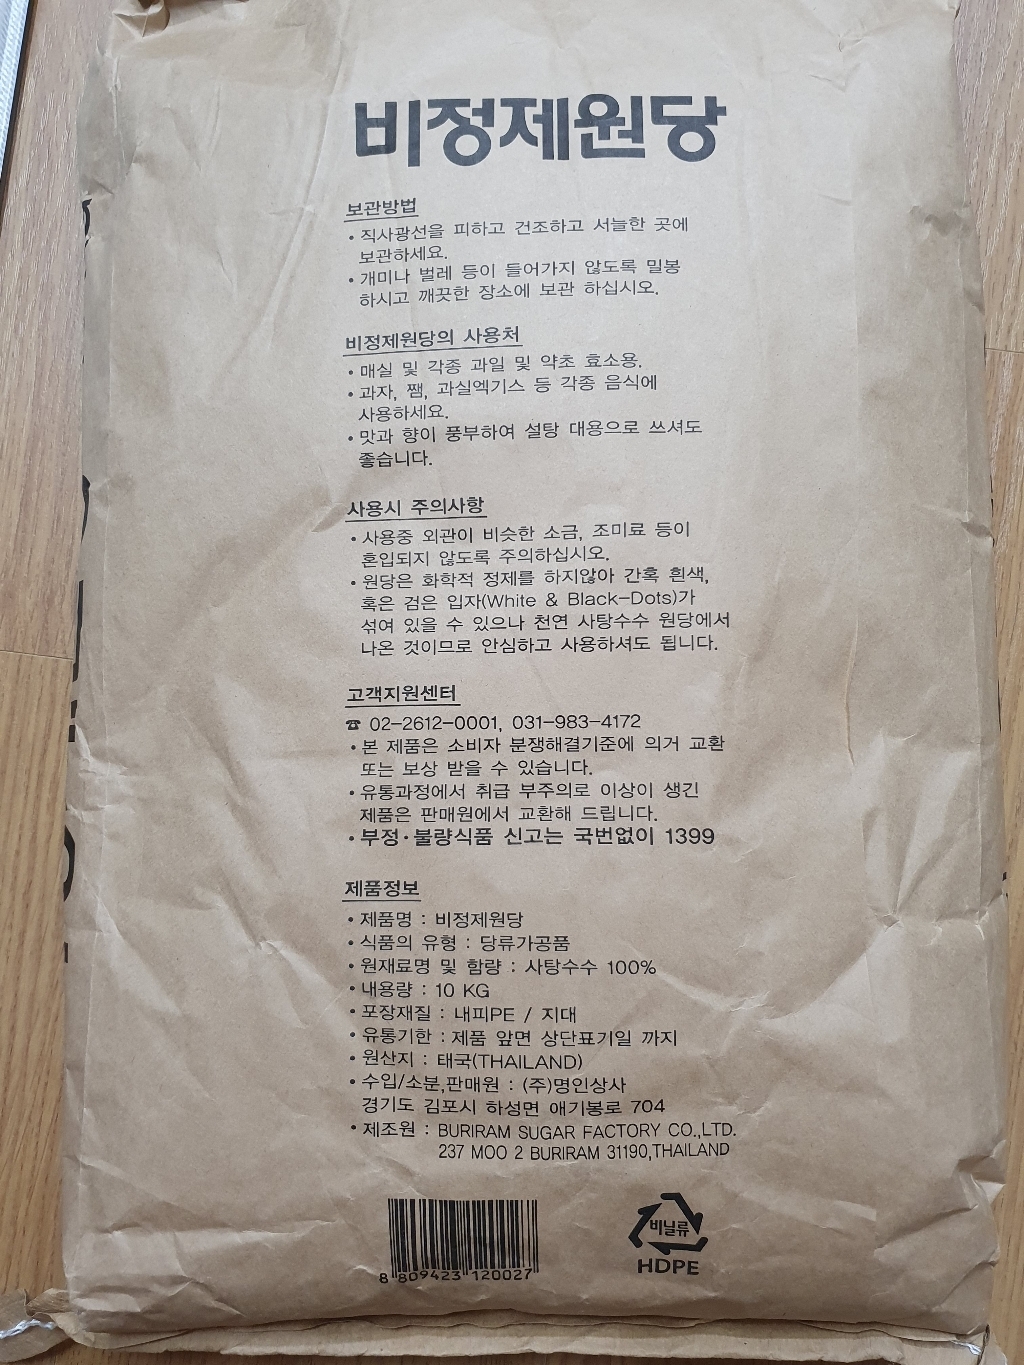 비정제원당
보관방법
• 직사광선을 피하고 건조하고 서늘한 곳에
보관하세요.
• 개미나 벌레 등이 들어가지 않도록 밀봉
하시고 깨끗한 장소에 보관 하십시오.
비정제원당의 사용처
• 매실 및 각종 과일 및 약초 효소용.
• 과자, 쨈, 과실엑기스 등 각종 음식에
사용하세요.
• 맛과 향이 풍부하여 설탕 대용으로 쓰셔도
좋습니다.
사용시 주의사항
• 사용중 외관이 비슷한 소금, 조미료 등이
혼입되지 않도록 주의하십시오.
• 원당은 화학적 정제를 하지않아 간혹 흰색,
혹은 검은 입자(White & Black-Dots)가
섞여 있을 수 있으나 천연 사탕수수 원당에서
나온 것이므로 안심하고 사용하셔도 됩니다.
고객지원센터
☎ 02-2612-0001, 031-983-4172
• 본 제품은 소비자 분쟁해결기준에 의거 교환
또는 보상 받을 수 있습니다.
• 유통과정에서 취급 부주의로 이상이 생긴
제품은 판매원에서 교환해 드립니다.
• 부정·불량식품 신고는 국번없이 1399
제품정보
• 제품명 : 비정제원당
• 식품의 유형 : 당류가공품
• 원재료명 및 함량 : 사탕수수 100%
• 내용량 : 10 KG
• 포장재질 : 내피PE / 지대
• 유통기한 : 제품 앞면 상단표기일 까지
• 원산지 : 태국(THAILAND)
• 수입/소분,판매원 : (주)명인상사
경기도 김포시 하성면 애기봉로 704
• 제조원 : BURIRAM SUGAR FACTORY CO.,LTD.
237 MOO 2 BURIRAM 31190,THAILAND
8 809423 120027
비닐류
HDPE